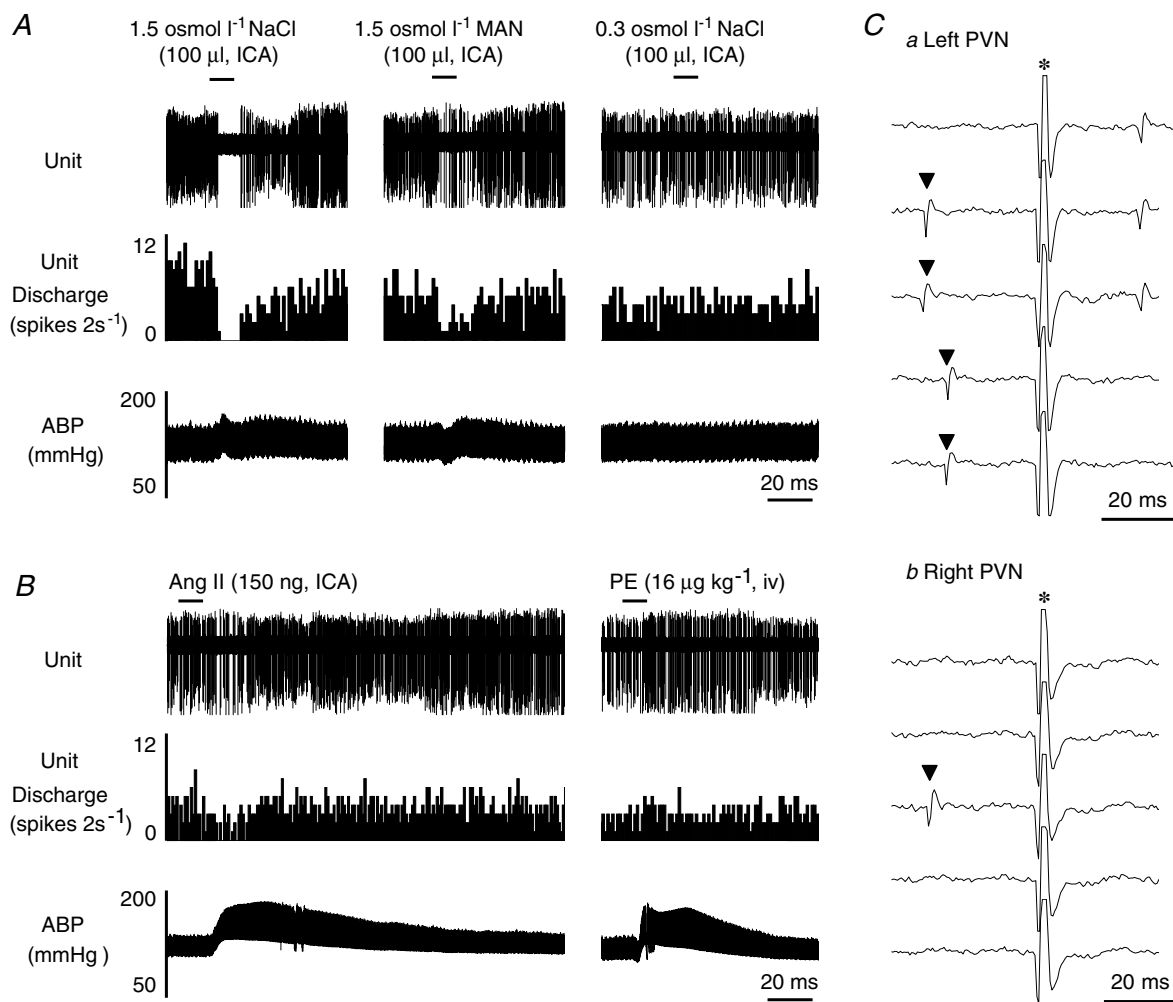 A
1.5 osmol l⁻¹ NaCl
(100 µl, ICA)
1.5 osmol l⁻¹ MAN
(100 µl, ICA)
0.3 osmol l⁻¹ NaCl
(100 µl, ICA)
Unit
12
Unit
Discharge
(spikes 2s⁻¹)
0
200
ABP
(mmHg)
50
20 ms
B
Ang II (150 ng, ICA)
PE (16 µg kg⁻¹, iv)
Unit
12
Unit
Discharge
(spikes 2s⁻¹)
0
200
ABP
(mmHg )
50
20 ms
C
a Left PVN
*
20 ms
b Right PVN
*
20 ms